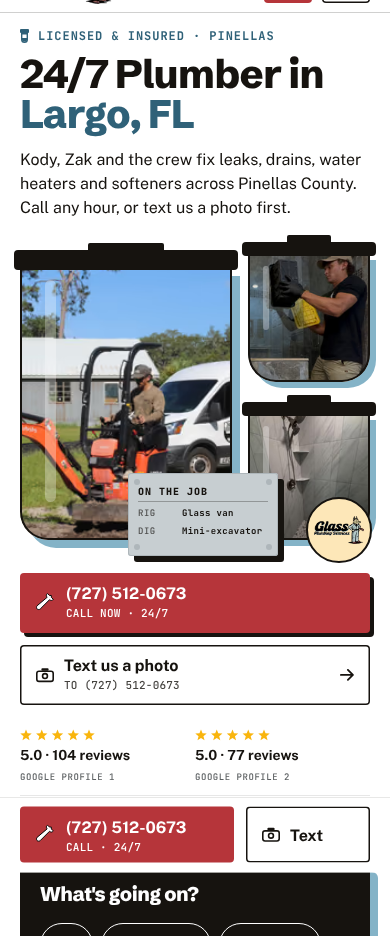 LICENSED & INSURED · PINELLAS
24/7 Plumber in
Largo, FL
Kody, Zak and the crew fix leaks, drains, water
heaters and softeners across Pinellas County.
Call any hour, or text us a photo first.
ON THE JOB
RIG Glass van
DIG Mini-excavator
Glass
Plumbing Services
(727) 512-0673
CALL NOW · 24/7
Text us a photo
TO (727) 512-0673
5.0 · 104 reviews
GOOGLE PROFILE 1
5.0 · 77 reviews
GOOGLE PROFILE 2
(727) 512-0673
CALL · 24/7
Text
What's going on?